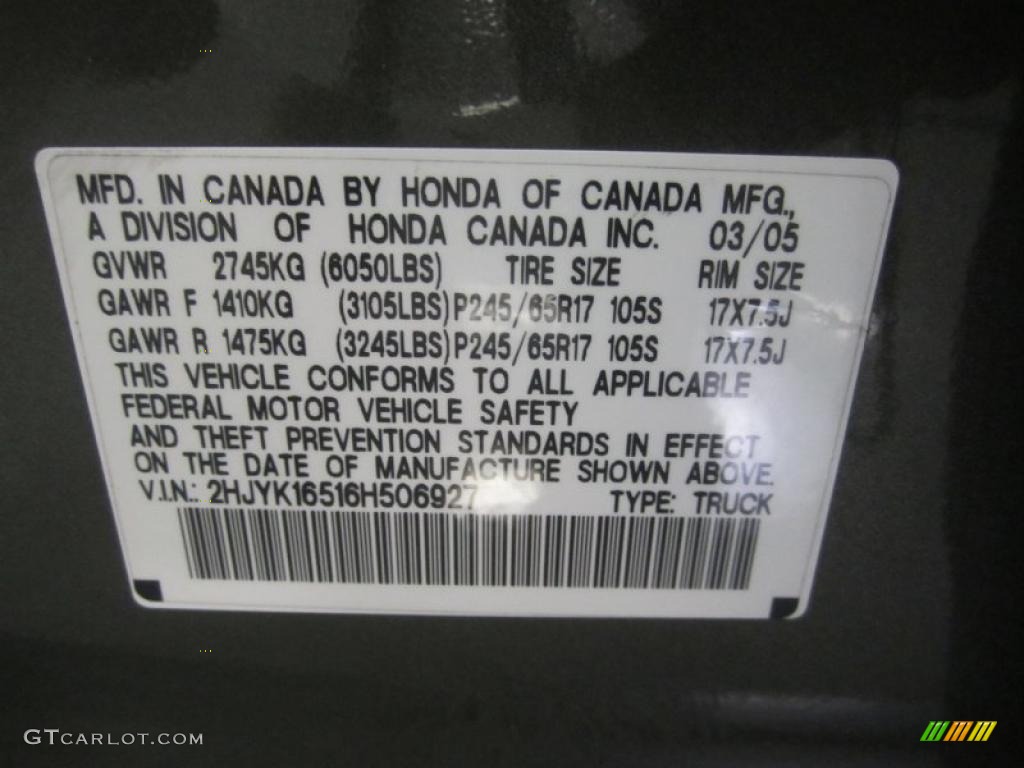 MFD. IN CANADA BY HONDA OF CANADA MFG.,
A DIVISION OF HONDA CANADA INC. 03/05
GVWR 2745KG (6050LBS) TIRE SIZE RIM SIZE
GAWR F 1410KG (3105LBS) P245/65R17 105S 17X7.5J
GAWR R 1475KG (3245LBS) P245/65R17 105S 17X7.5J
THIS VEHICLE CONFORMS TO ALL APPLICABLE
FEDERAL MOTOR VEHICLE SAFETY
AND THEFT PREVENTION STANDARDS IN EFFECT
ON THE DATE OF MANUFACTURE SHOWN ABOVE.
V.I.N.: 2HJYK16516H506927 TYPE: TRUCK
GTCARLOT.COM